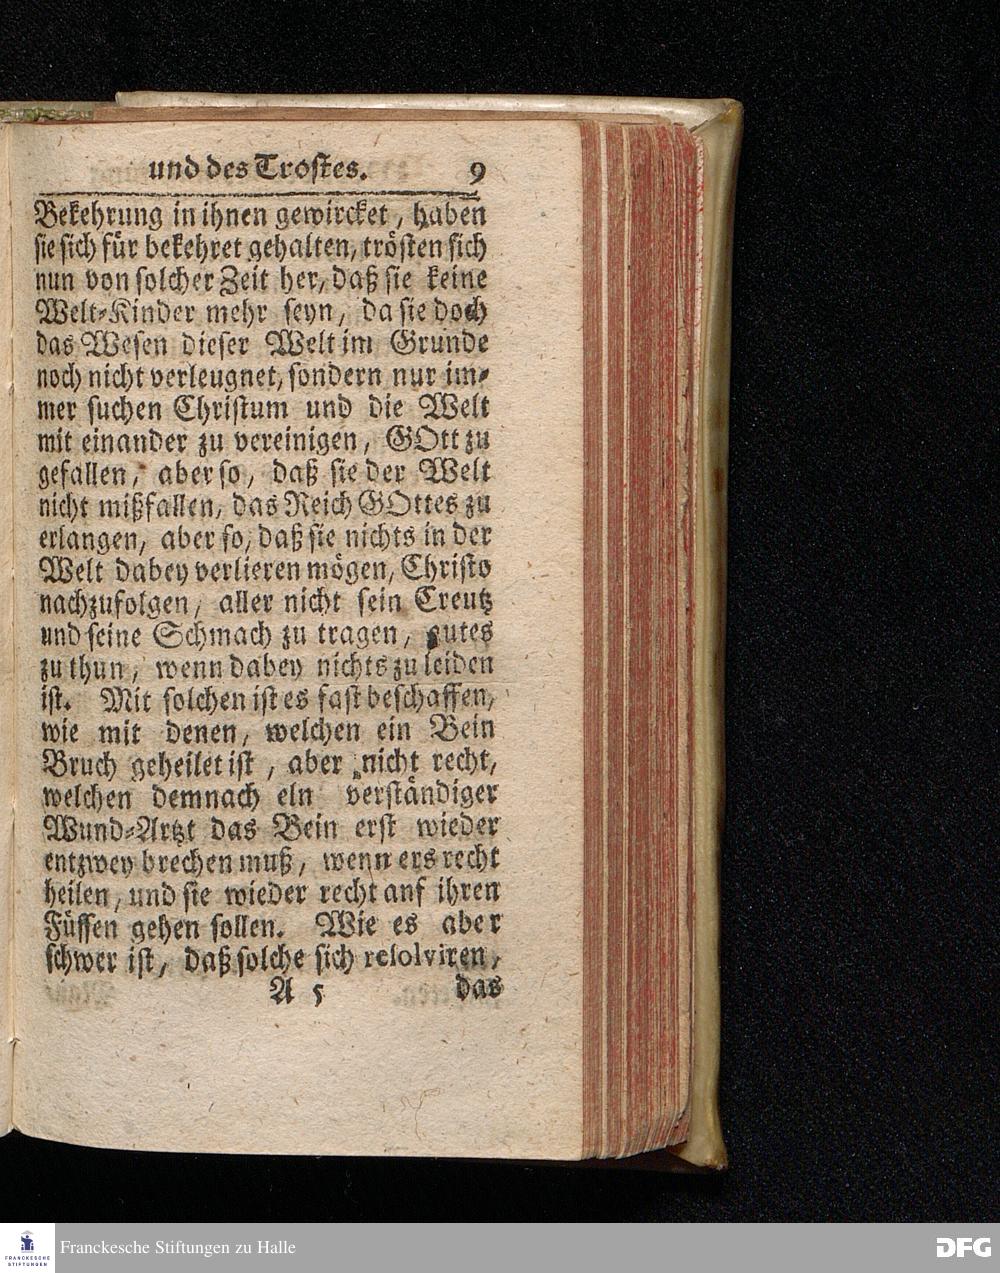 und des Trostes. 9
Bekehrung in ihnen gewircket, haben
sie sich für bekehret gehalten, trösten sich
nun von solcher Zeit her, daß sie keine
Welt-Kinder mehr seyn, da sie doch
das Wesen dieser Welt im Grunde
noch nicht verleugnet, sondern nur im-
mer suchen Christum und die Welt
mit einander zu vereinigen, GOtt zu
gefallen, aber so, daß sie der Welt
nicht mißfallen, das Reich GOttes zu
erlangen, aber so, daß sie nichts in der
Welt dabey verlieren mögen, Christo
nachzufolgen, aller nicht sein Creutz
und seine Schmach zu tragen, gutes
zu thun, wenn dabey nichts zu leiden
ist. Mit solchen ist es fast beschaffen,
wie mit denen, welchen ein Bein
Bruch geheilet ist, aber nicht recht,
welchen demnach eln verständiger
Wund-Artzt das Bein erst wieder
entzwey brechen muß, wenn ers recht
heilen, und sie wieder recht anf ihren
Füssen gehen sollen. Wie es aber
schwer ist, daß solche sich resolviren,
A 5 das
FRANCKESCHE
STIFTUNGEN
Franckesche Stiftungen zu Halle
DFG